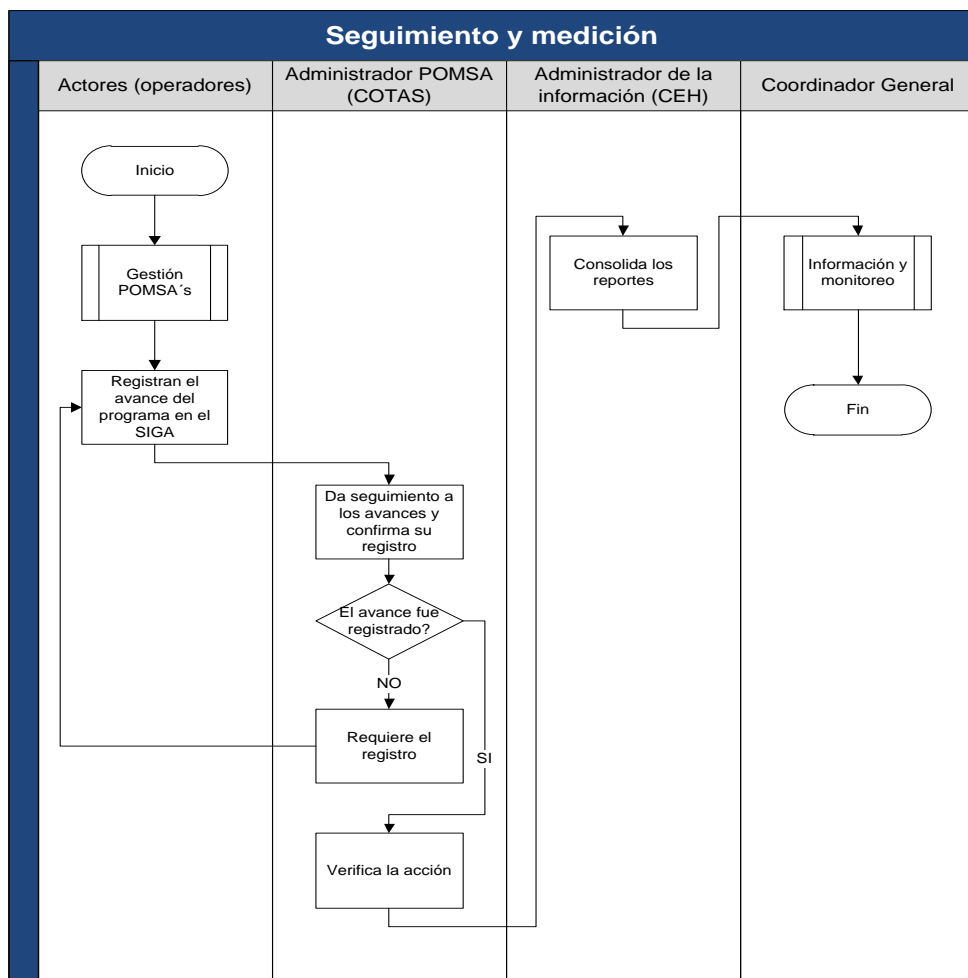 Seguimiento y medición
Actores (operadores)
Administrador POMSA
(COTAS)
Administrador de la
información (CEH)
Coordinador General
Inicio
Gestión
POMSA´s
Registran el
avance del
programa en el
SIGA
Da seguimiento a
los avances y
confirma su
registro
El avance fue
registrado?
NO
SI
Requiere el
registro
Verifica la acción
Consolida los
reportes
Información y
monitoreo
Fin